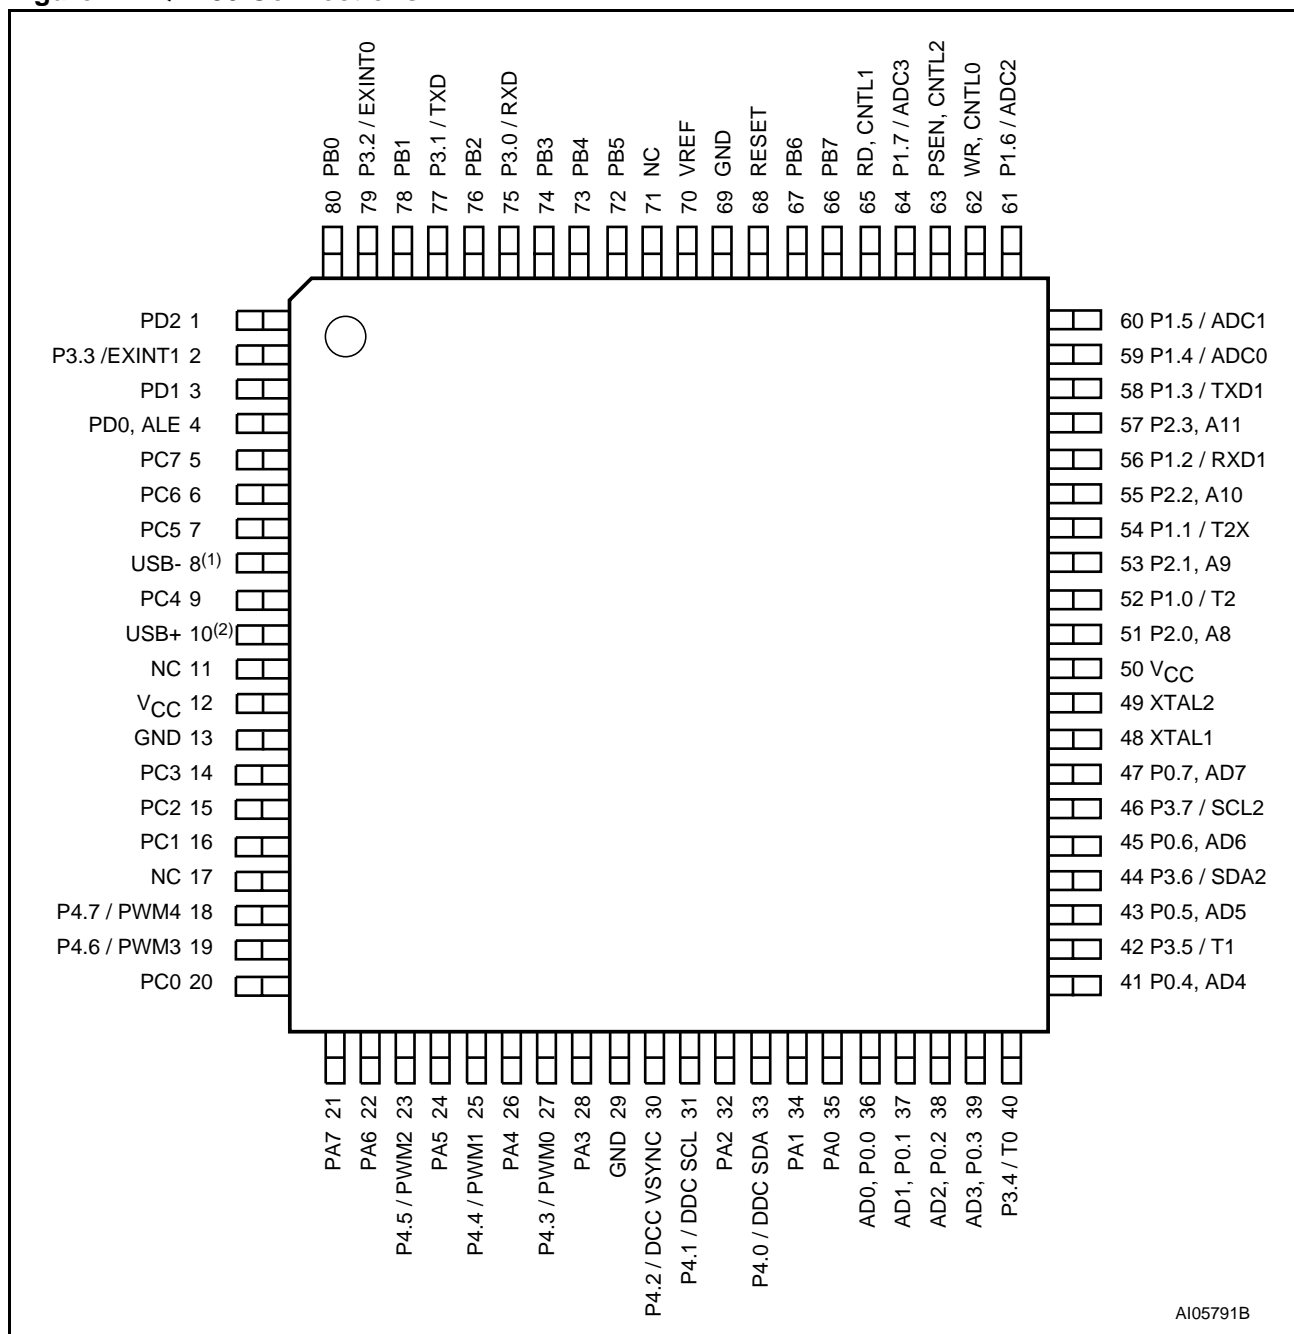 80 PB0
79 P3.2 / EXINT0
78 PB1
77 P3.1 / TXD
76 PB2
75 P3.0 / RXD
74 PB3
73 PB4
72 PB5
71 NC
70 VREF
69 GND
68 RESET
67 PB6
66 PB7
65 RD, CNTL1
64 P1.7 / ADC3
63 PSEN, CNTL2
62 WR, CNTL0
61 P1.6 / ADC2
PD2 1
P3.3 /EXINT1 2
PD1 3
PD0, ALE 4
PC7 5
PC6 6
PC5 7
USB- 8(1)
PC4 9
USB+ 10(2)
NC 11
VCC 12
GND 13
PC3 14
PC2 15
PC1 16
NC 17
P4.7 / PWM4 18
P4.6 / PWM3 19
PC0 20
60 P1.5 / ADC1
59 P1.4 / ADC0
58 P1.3 / TXD1
57 P2.3, A11
56 P1.2 / RXD1
55 P2.2, A10
54 P1.1 / T2X
53 P2.1, A9
52 P1.0 / T2
51 P2.0, A8
50 VCC
49 XTAL2
48 XTAL1
47 P0.7, AD7
46 P3.7 / SCL2
45 P0.6, AD6
44 P3.6 / SDA2
43 P0.5, AD5
42 P3.5 / T1
41 P0.4, AD4
PA7 21
PA6 22
P4.5 / PWM2 23
PA5 24
P4.4 / PWM1 25
PA4 26
P4.3 / PWM0 27
PA3 28
GND 29
P4.2 / DCC VSYNC 30
P4.1 / DDC SCL 31
PA2 32
P4.0 / DDC SDA 33
PA1 34
PA0 35
AD0, P0.0 36
AD1, P0.1 37
AD2, P0.2 38
AD3, P0.3 39
P3.4 / T0 40
AI05791B